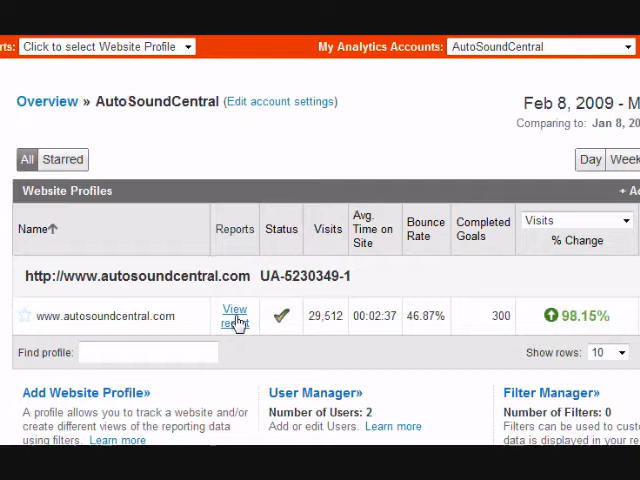 rts: Click to select Website Profile My Analytics Accounts: AutoSoundCentral
Overview » AutoSoundCentral (Edit account settings) Feb 8, 2009 - M
Comparing to: Jan 8, 20
All Starred Day Week
Website Profiles + Ad
Name Reports Status Visits Avg. Time on Site Bounce Rate Completed Goals Visits
% Change
http://www.autosoundcentral.com UA-5230349-1
www.autosoundcentral.com View report 29,512 00:02:37 46.87% 300 98.15%
Find profile: Show rows: 10
Add Website Profile» User Manager» Filter Manager»
A profile allows you to track a website and/or Number of Users: 2 Number of Filters: 0
create different views of the reporting data Add or edit Users. Learn more Filters can be used to custo
using filters. Learn more data is displayed in your re